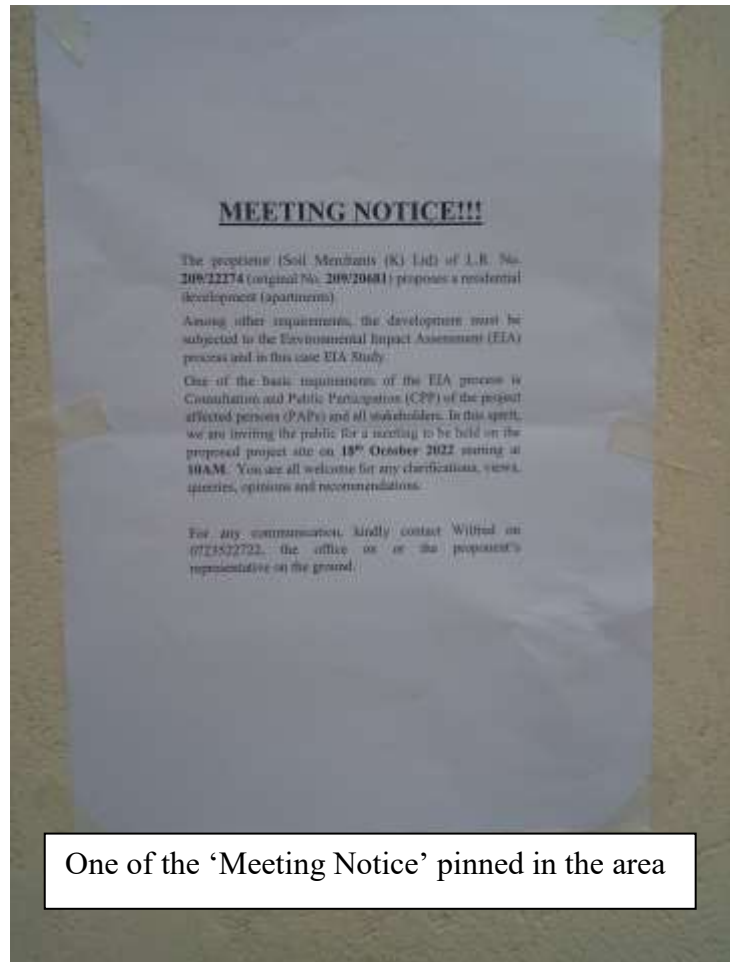 MEETING NOTICE!!!
The proprietor (Soil Merchants (K) Ltd) of L.R. No.
209/22274 (original No. 209/20681) proposes a residential
development (apartments).
Among other requirements, the development must be
subjected to the Environmental Impact Assessment (EIA)
process and in this case EIA Study.
One of the basic requirements of the EIA process is
Consultation and Public Participation (CPP) of the project
affected persons (PAPs) and all stakeholders. In this spirit,
we are inviting the public for a meeting to be held on the
proposed project site on 18th October 2022 starting at
10AM. You are all welcome for any clarifications, views,
queries, opinions and recommendations.
For any communication, kindly contact Wilfred on
0723522722, the office on or the proponent's
representative on the ground.
One of the ‘Meeting Notice’ pinned in the area